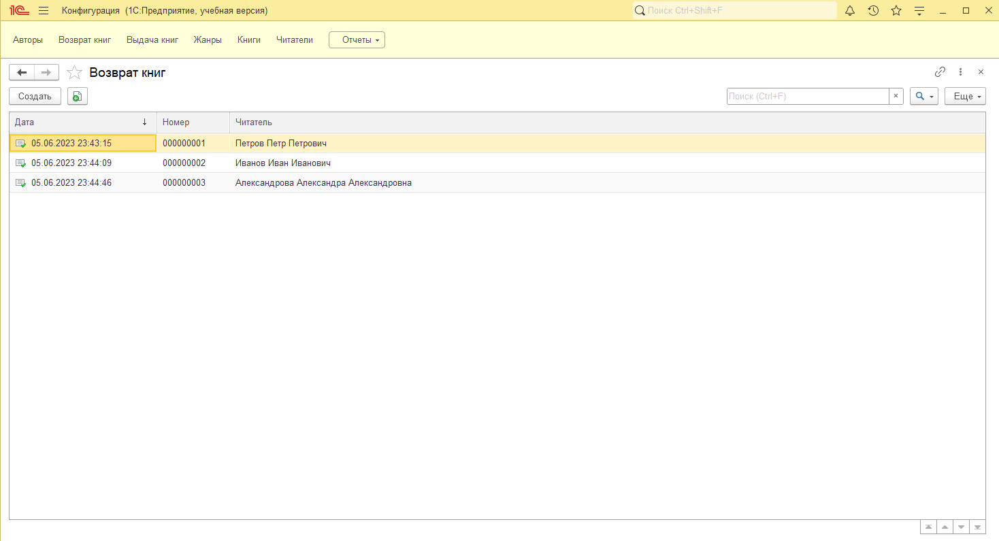 1С Конфигурация (1С:Предприятие, учебная версия) Поиск Ctrl+Shift+F
Авторы Возврат книг Выдача книг Жанры Книги Читатели Отчеты
Возврат книг
Создать Поиск (Ctrl+F) × Еще
Дата ↓ Номер Читатель
05.06.2023 23:43:15 000000001 Петров Петр Петрович
05.06.2023 23:44:09 000000002 Иванов Иван Иванович
05.06.2023 23:44:46 000000003 Александрова Александра Александровна